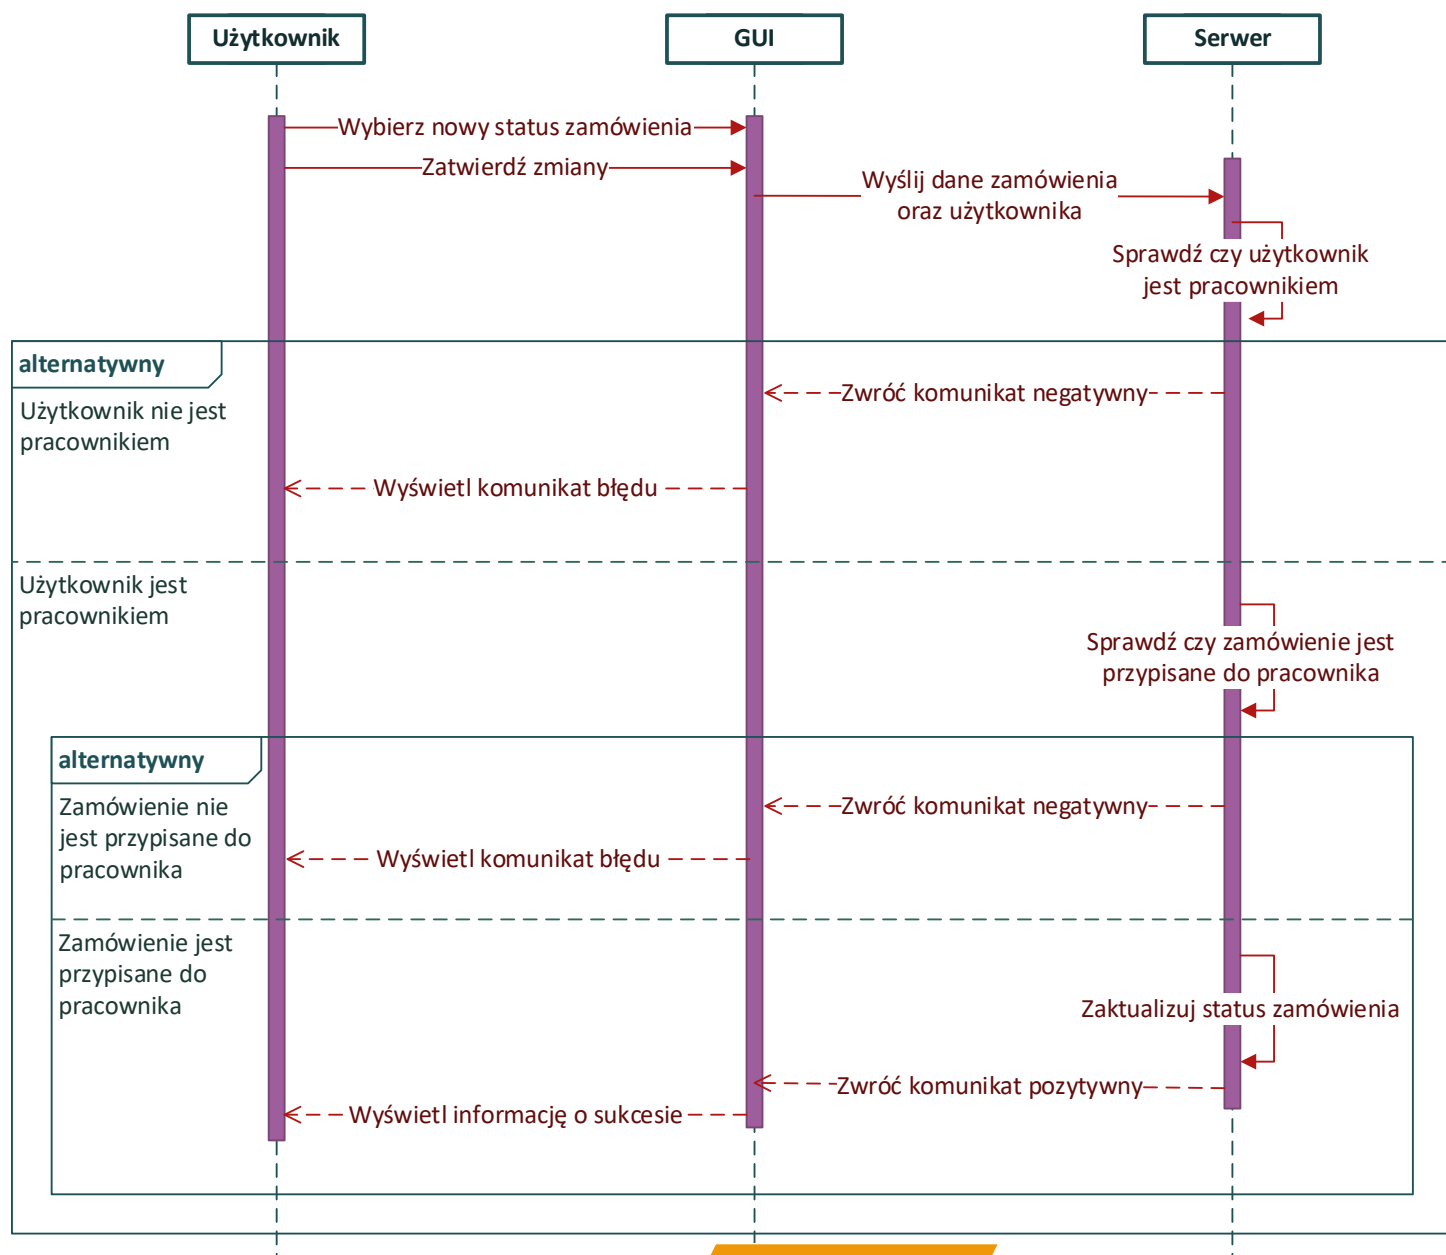 Użytkownik
GUI
Serwer
Wybierz nowy status zamówienia
Zatwierdź zmiany
Wyślij dane zamówienia
oraz użytkownika
Sprawdź czy użytkownik
jest pracownikiem
alternatywny
Zwróć komunikat negatywny
Użytkownik nie jest
pracownikiem
Wyświetl komunikat błędu
Użytkownik jest
pracownikiem
Sprawdź czy zamówienie jest
przypisane do pracownika
alternatywny
Zwróć komunikat negatywny
Zamówienie nie
jest przypisane do
pracownika
Wyświetl komunikat błędu
Zamówienie jest
przypisane do
pracownika
Zaktualizuj status zamówienia
Zwróć komunikat pozytywny
Wyświetl informację o sukcesie